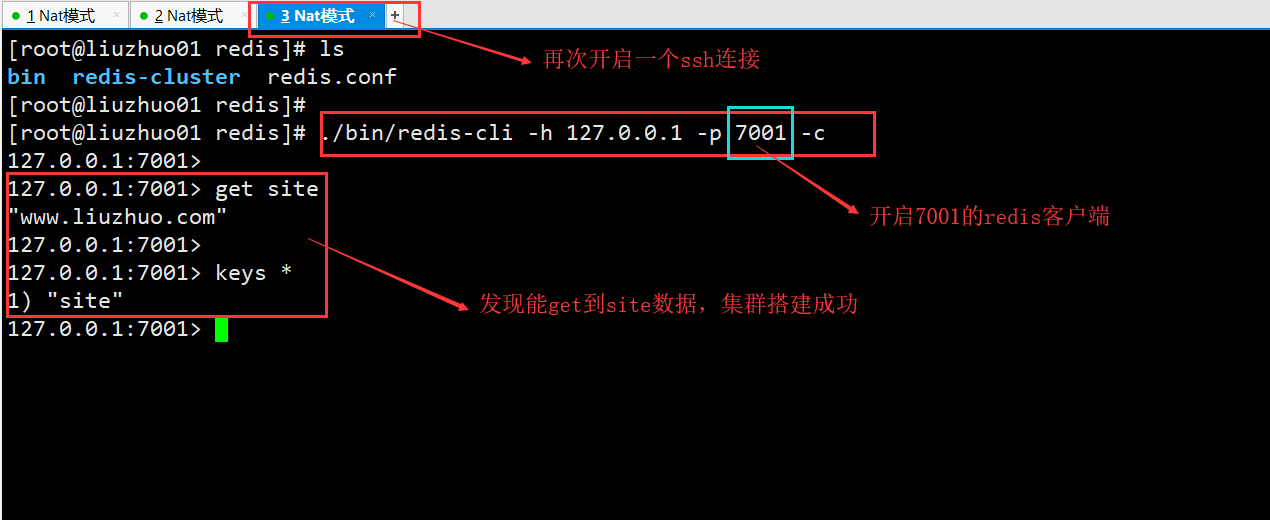 1 Nat模式 × 2 Nat模式 × 3 Nat模式 × +
[root@liuzhuo01 redis]# ls
再次开启一个ssh连接
bin redis-cluster redis.conf
[root@liuzhuo01 redis]#
[root@liuzhuo01 redis]# ./bin/redis-cli -h 127.0.0.1 -p 7001 -c
127.0.0.1:7001>
127.0.0.1:7001> get site
"www.liuzhuo.com"
开启7001的redis客户端
127.0.0.1:7001>
127.0.0.1:7001> keys *
1) "site"
发现能get到site数据，集群搭建成功
127.0.0.1:7001>